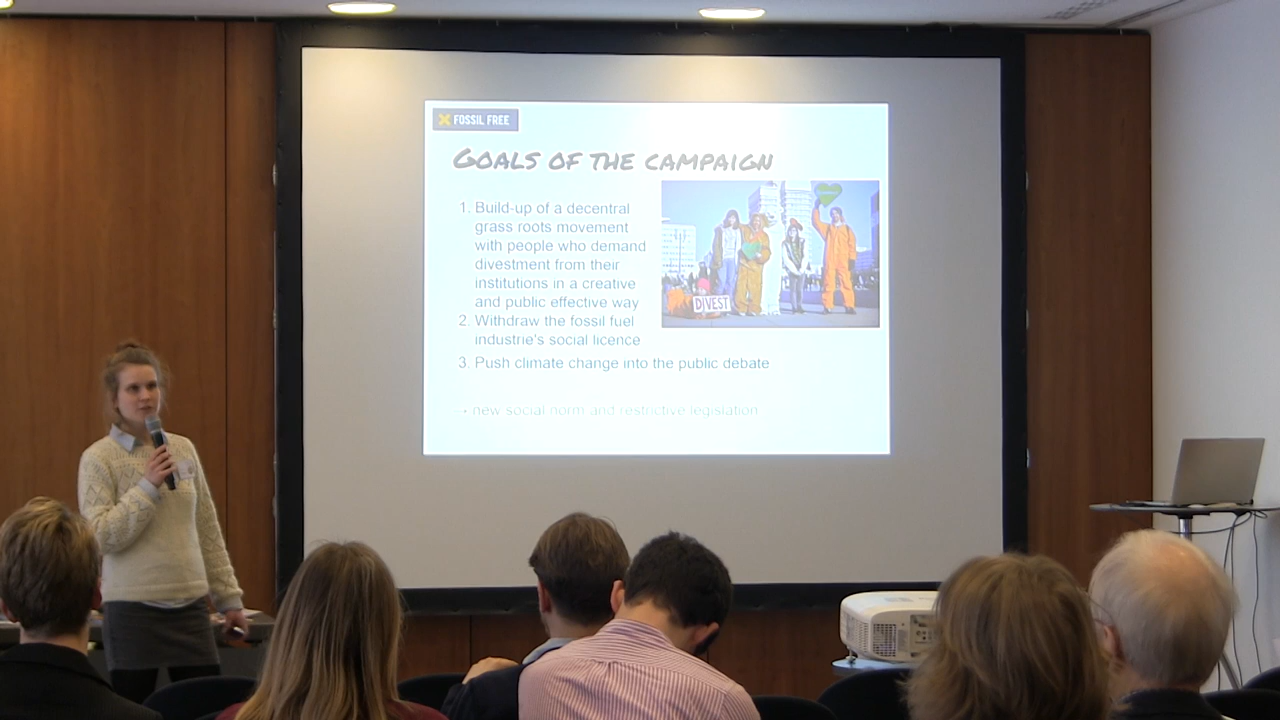 FOSSIL FREE
GOALS OF THE CAMPAIGN
1. Build-up of a decentral
grass roots movement
with people who demand
divestment from their
institutions in a creative
and public effective way
2. Withdraw the fossil fuel
industrie's social licence
3. Push climate change into the public debate
DIVEST
new social norm and restrictive legislation